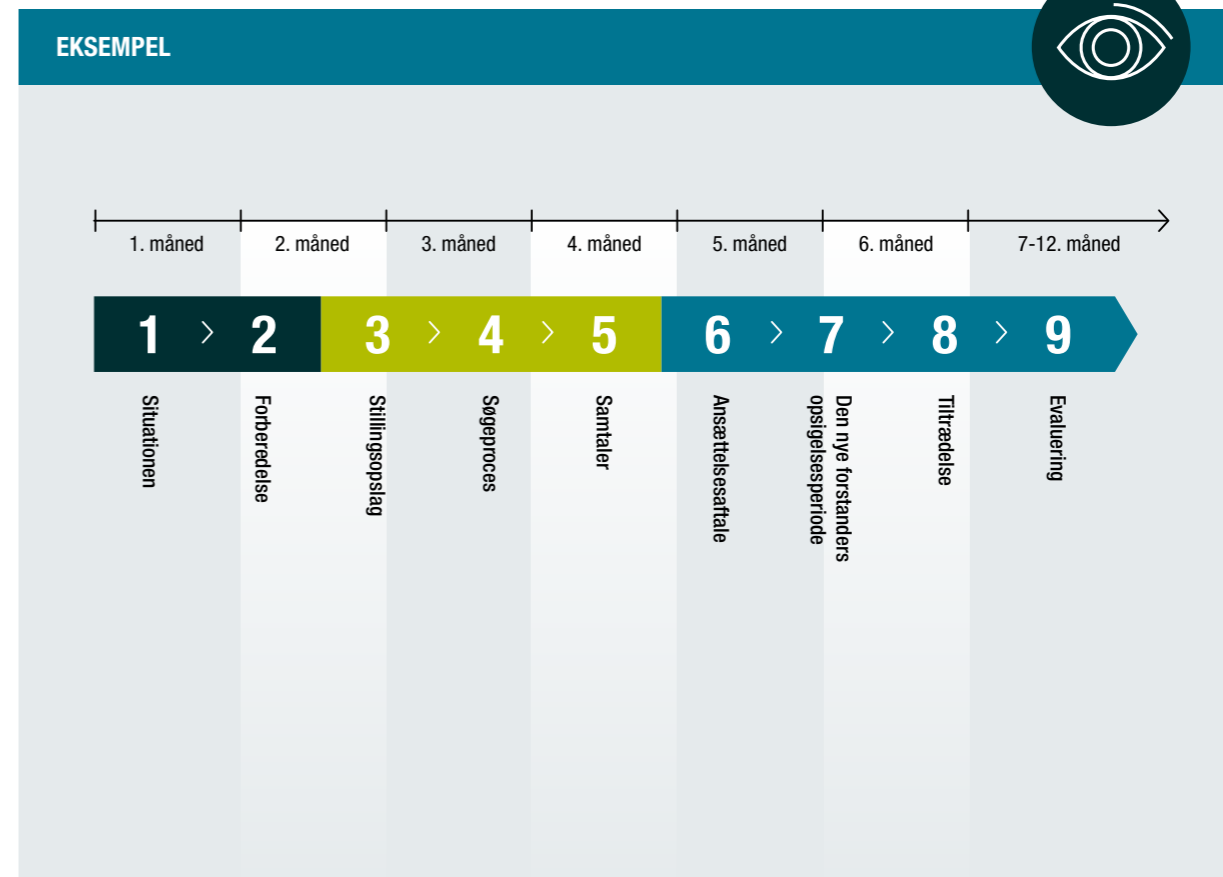 EKSEMPEL
1. måned
2. måned
3. måned
4. måned
5. måned
6. måned
7-12. måned
1
2
3
4
5
6
7
8
9
Situationen
Forberedelse
Stillingsopslag
Søgeproces
Samtaler
Ansættelsesaftale
Den nye forstanders
opsigelsesperiode
Tiltrædelse
Evaluering